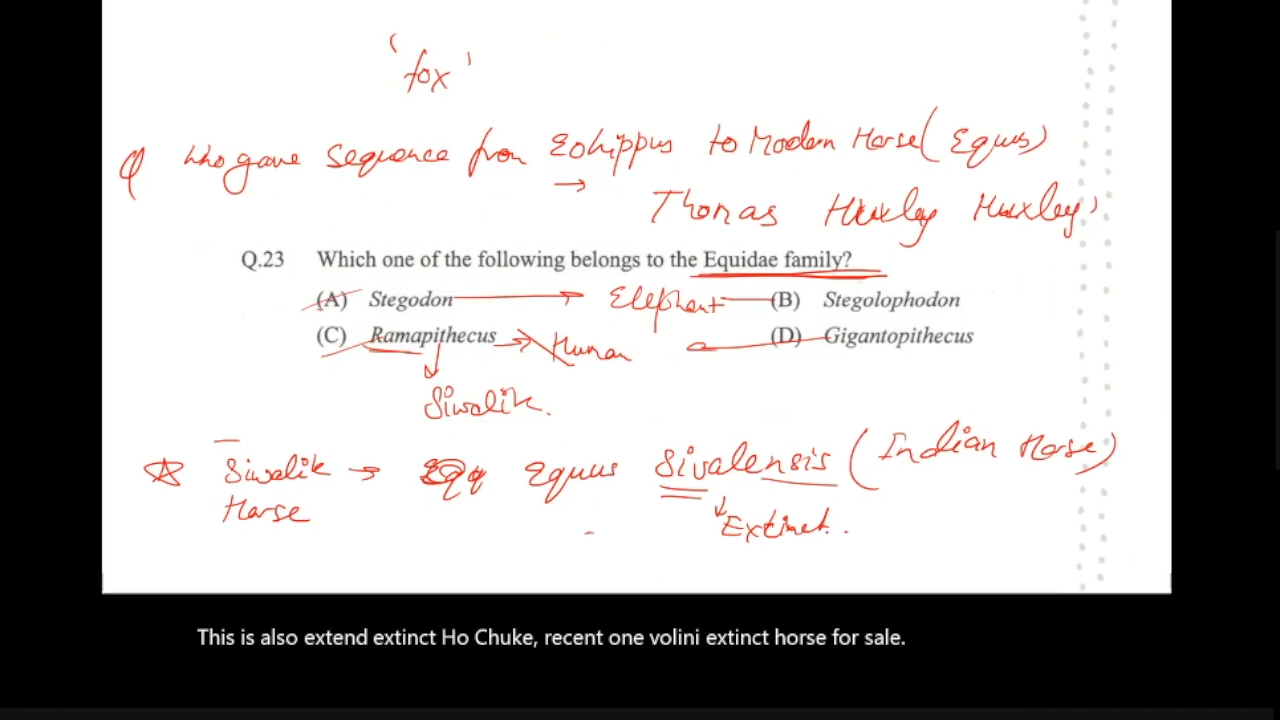 'fox'
Q who gave sequence from Eohippus to Modern Horse (Equus)
→ Thomas Huxley Huxley'
Q.23 Which one of the following belongs to the Equidae family?
(A) Stegodon → Elephant (B) Stegolophodon
(C) Ramapithecus → Human (D) Gigantopithecus
Siwalik.
☆ Siwalik → Equus Sivalensis (Indian Horse)
Horse Extinct.
This is also extend extinct Ho Chuke, recent one volini extinct horse for sale.